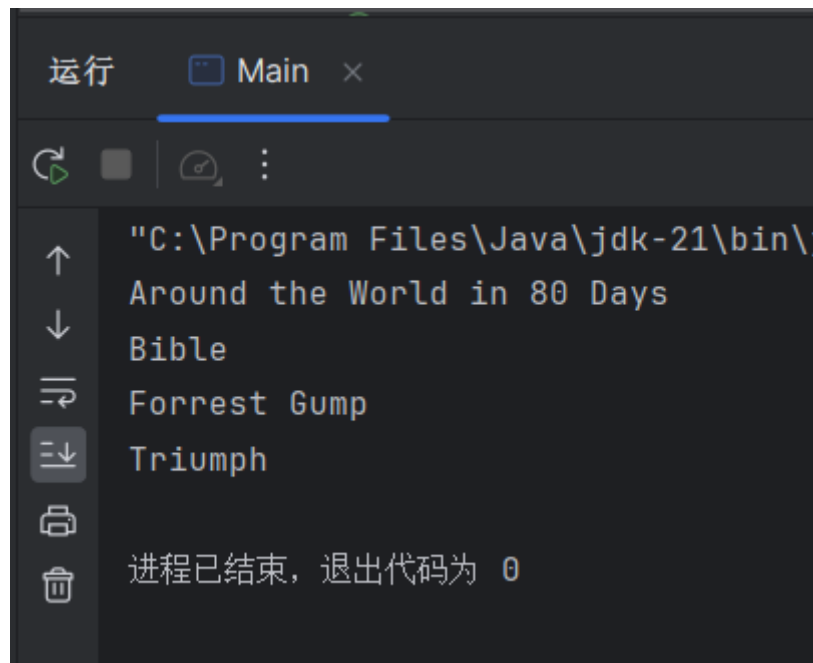 运行 Main
"C:\Program Files\Java\jdk-21\bin\
Around the World in 80 Days
Bible
Forrest Gump
Triumph
进程已结束，退出代码为 0